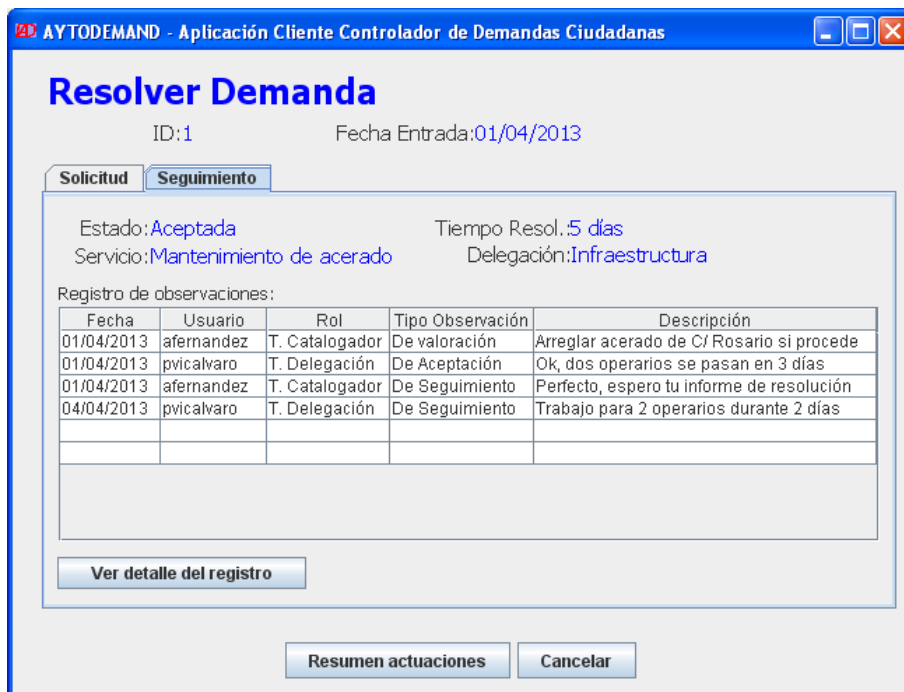 AYTODEMAND - Aplicación Cliente Controlador de Demandas Ciudadanas
Resolver Demanda
ID:1 Fecha Entrada:01/04/2013
Solicitud Seguimiento
Estado:Aceptada Tiempo Resol.:5 días
Servicio:Mantenimiento de acerado Delegación:Infraestructura
Registro de observaciones:
Fecha Usuario Rol Tipo Observación Descripción
01/04/2013 afernandez T. Catalogador De valoración Arreglar acerado de C/ Rosario si procede
01/04/2013 pvicalvaro T. Delegación De Aceptación Ok, dos operarios se pasan en 3 días
01/04/2013 afernandez T. Catalogador De Seguimiento Perfecto, espero tu informe de resolución
04/04/2013 pvicalvaro T. Delegación De Seguimiento Trabajo para 2 operarios durante 2 días
Ver detalle del registro
Resumen actuaciones Cancelar